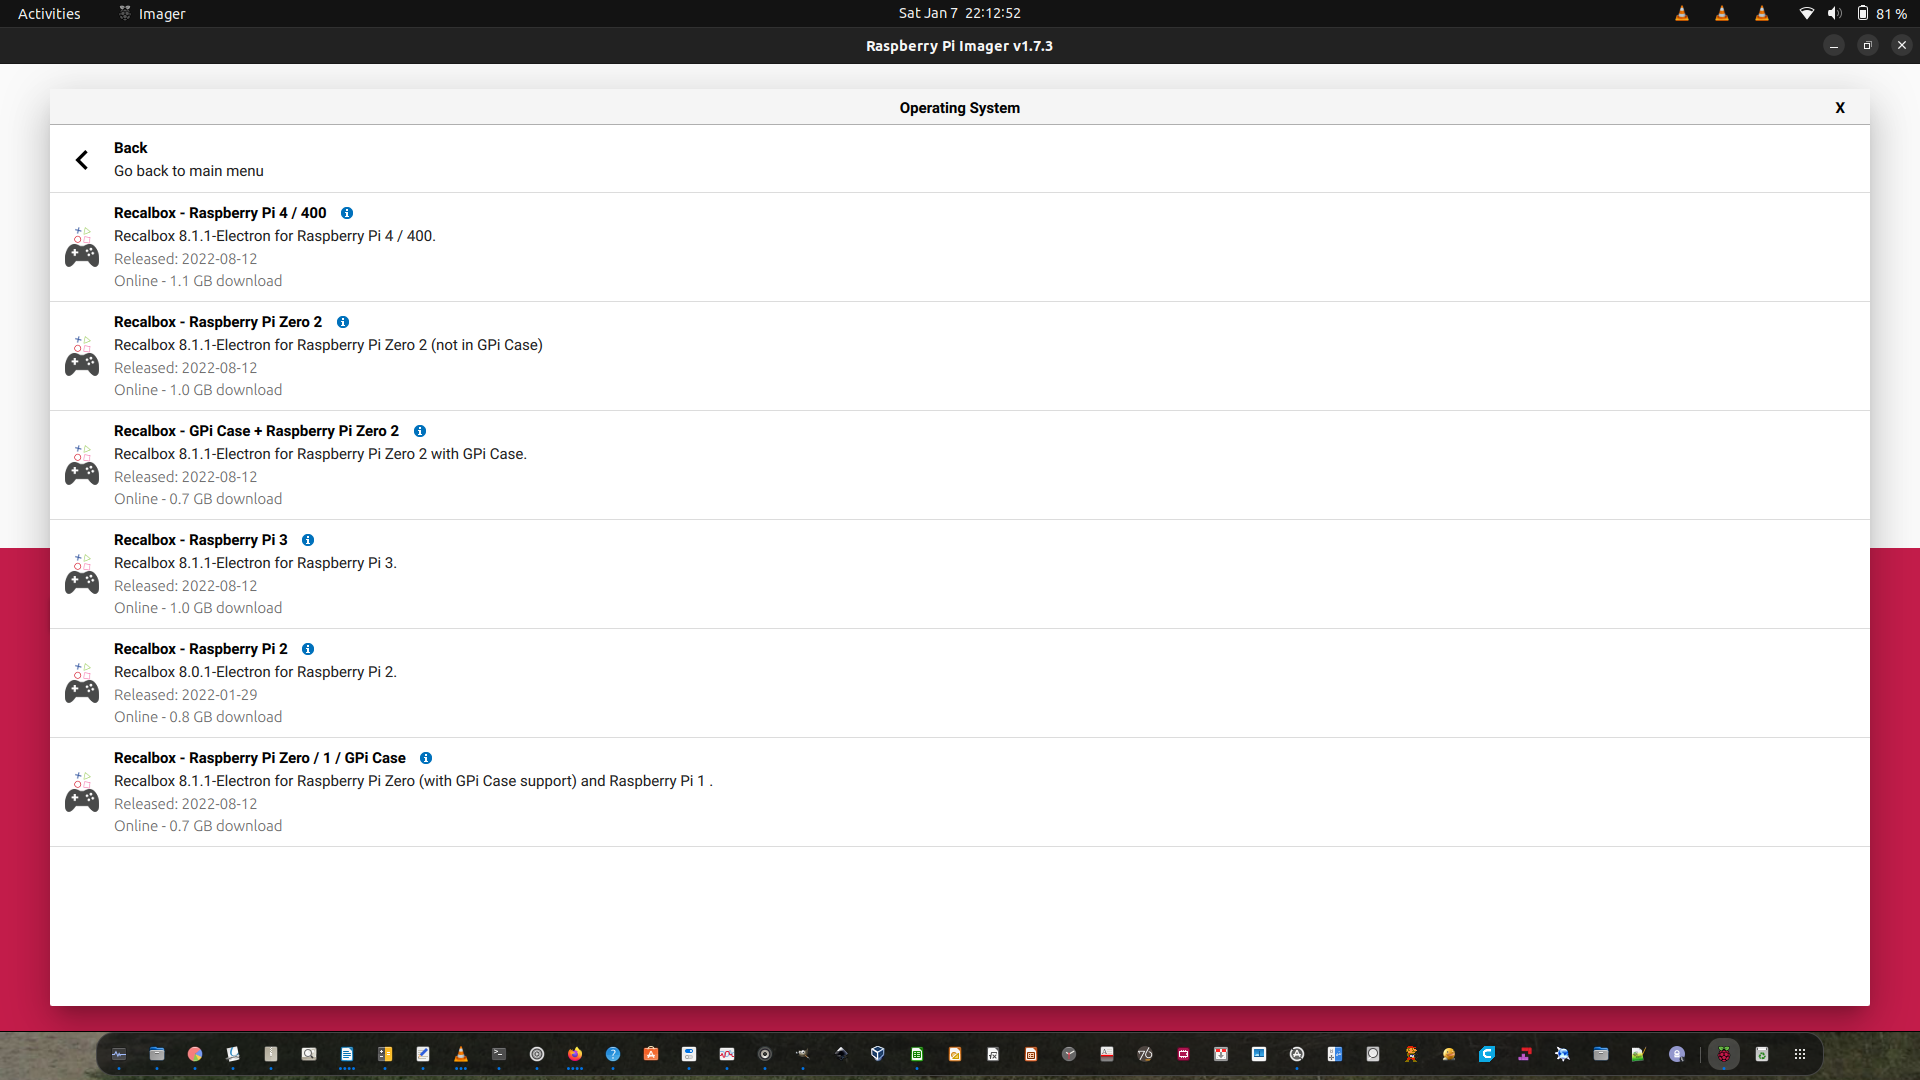 Activities Imager Sat Jan 7 22:12:52 81 %
Raspberry Pi Imager v1.7.3
Operating System X
Back
Go back to main menu
Recalbox - Raspberry Pi 4 / 400
Recalbox 8.1.1-Electron for Raspberry Pi 4 / 400.
Released: 2022-08-12
Online - 1.1 GB download
Recalbox - Raspberry Pi Zero 2
Recalbox 8.1.1-Electron for Raspberry Pi Zero 2 (not in GPi Case)
Released: 2022-08-12
Online - 1.0 GB download
Recalbox - GPi Case + Raspberry Pi Zero 2
Recalbox 8.1.1-Electron for Raspberry Pi Zero 2 with GPi Case.
Released: 2022-08-12
Online - 0.7 GB download
Recalbox - Raspberry Pi 3
Recalbox 8.1.1-Electron for Raspberry Pi 3.
Released: 2022-08-12
Online - 1.0 GB download
Recalbox - Raspberry Pi 2
Recalbox 8.0.1-Electron for Raspberry Pi 2.
Released: 2022-01-29
Online - 0.8 GB download
Recalbox - Raspberry Pi Zero / 1 / GPi Case
Recalbox 8.1.1-Electron for Raspberry Pi Zero (with GPi Case support) and Raspberry Pi 1 .
Released: 2022-08-12
Online - 0.7 GB download